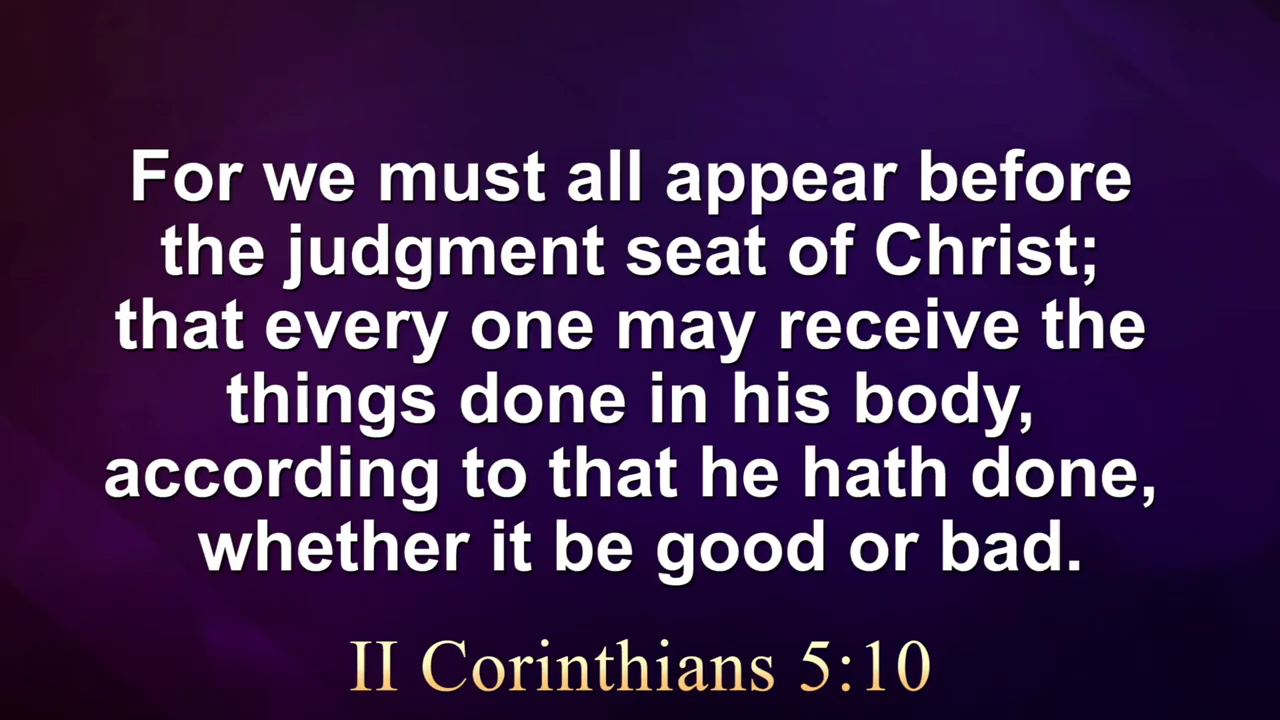 For we must all appear before
the judgment seat of Christ;
that every one may receive the
things done in his body,
according to that he hath done,
whether it be good or bad.
II Corinthians 5:10